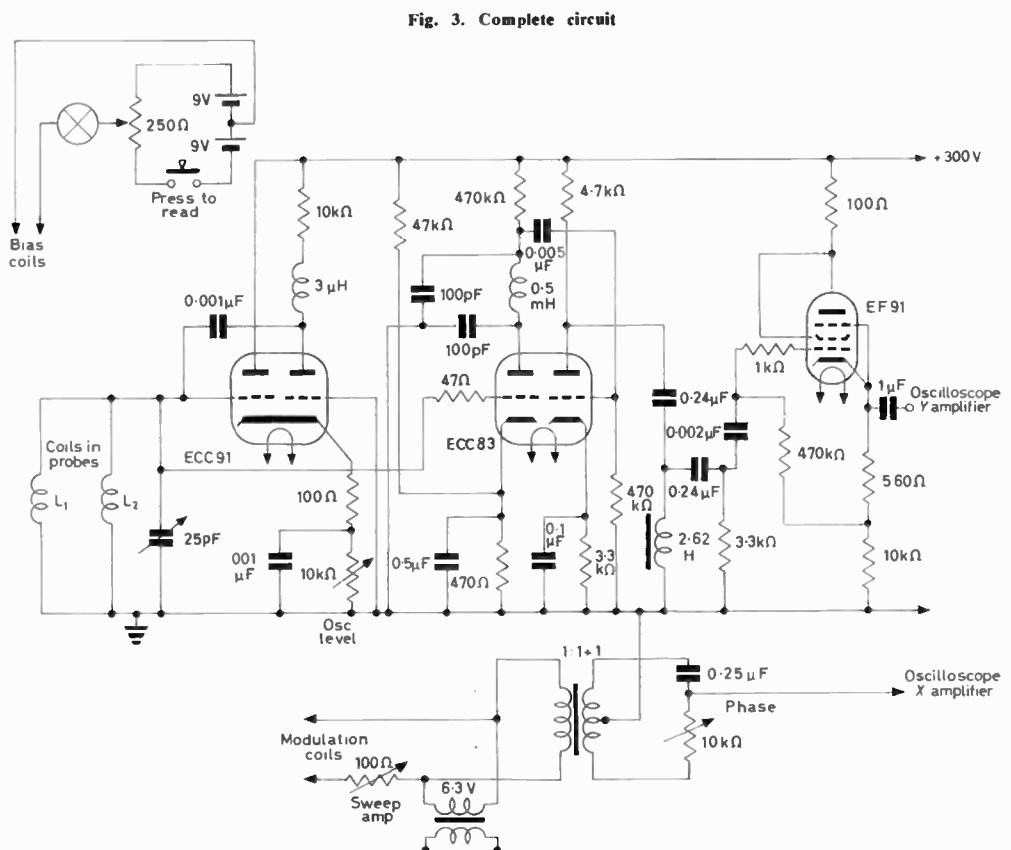 Fig. 3. Complete circuit
9V
250Ω
9V
Press to
read
Bias
coils
+300V
10kΩ
47kΩ
470kΩ
4·7kΩ
100Ω
0·005
μF
3μH
0·001μF
100pF
0·5
mH
100pF
EF91
1kΩ
47Ω
1μF
Oscilloscope
Y amplifier
0·24μF
0·002μF
Coils in
probes
ECC91
ECC83
470kΩ
L1
L2
100Ω
470
kΩ
0·24μF
560Ω
25pF
001
μF
10kΩ
0·5μF
470Ω
0·1
μF
3·3
kΩ
2·62
H
3·3kΩ
10kΩ
Osc
level
1:1+1
0·25μF
Oscilloscope
X amplifier
Phase
10kΩ
Modulation
coils
100Ω
Sweep
amp
6·3V